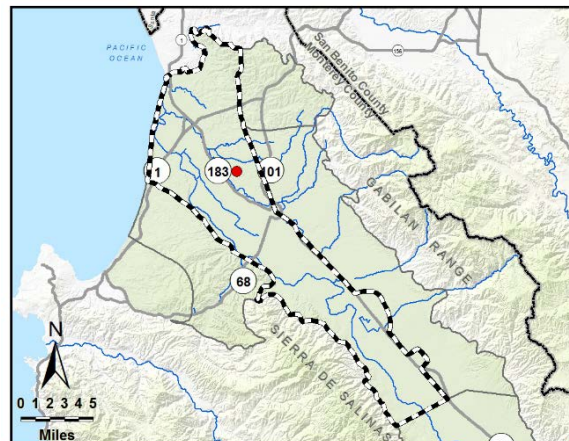 1
156
PACIFIC
OCEAN
San Benito County
Monterey County
183
101
1
GABILAN RANGE
68
N
SIERRA DE SALINAS
0 1 2 3 4 5
Miles